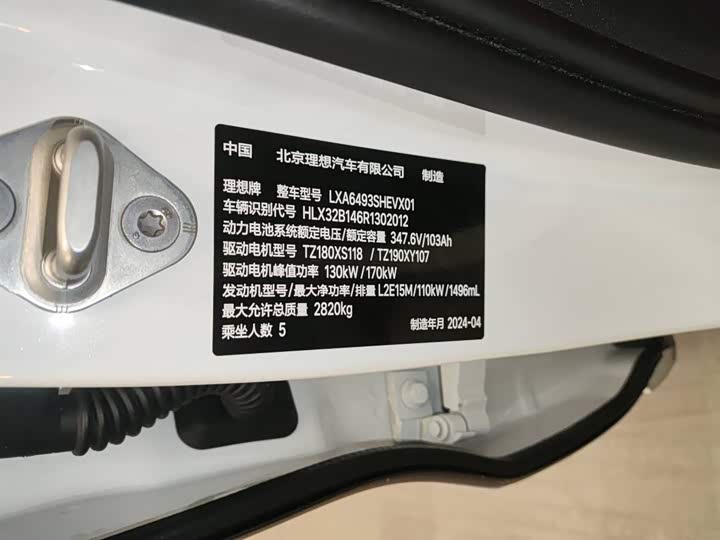 中国 北京理想汽车有限公司 制造
理想牌 整车型号 LXA6493SHEVX01
车辆识别代号 HLX32B146R1302012
动力电池系统额定电压/额定容量 347.6V/103Ah
驱动电机型号 TZ180XS118 / TZ190XY107
驱动电机峰值功率 130kW / 170kW
发动机型号/最大净功率/排量 L2E15M/110kW/1496mL
最大允许总质量 2820kg
乘坐人数 5 制造年月 2024-04